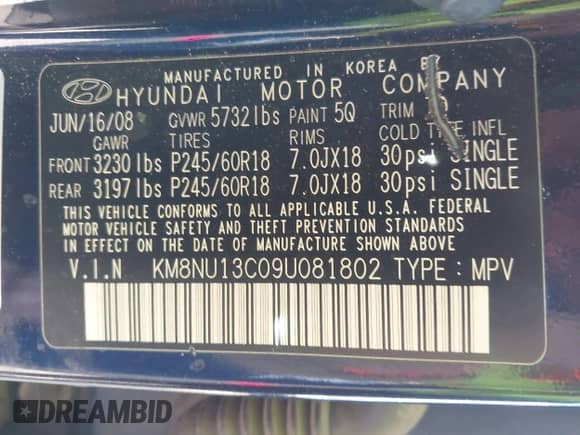 MANUFACTURED IN KOREA BY
HYUNDAI MOTOR COMPANY
JUN/16/08 GVWR 5732lbs PAINT 5Q TRIM
GAWR TIRES RIMS COLD TIRE INFL
FRONT 3230lbs P245/60R18 7.0JX18 30psi SINGLE
REAR 3197lbs P245/60R18 7.0JX18 30psi SINGLE
THIS VEHICLE CONFORMS TO ALL APPLICABLE U.S.A. FEDERAL
MOTOR VEHICLE SAFETY AND THEFT PREVENTION STANDARDS
IN EFFECT ON THE DATE OF MANUFACTURE SHOWN ABOVE.
V.I.N KM8NU13C09U081802 TYPE : MPV
DREAMBID